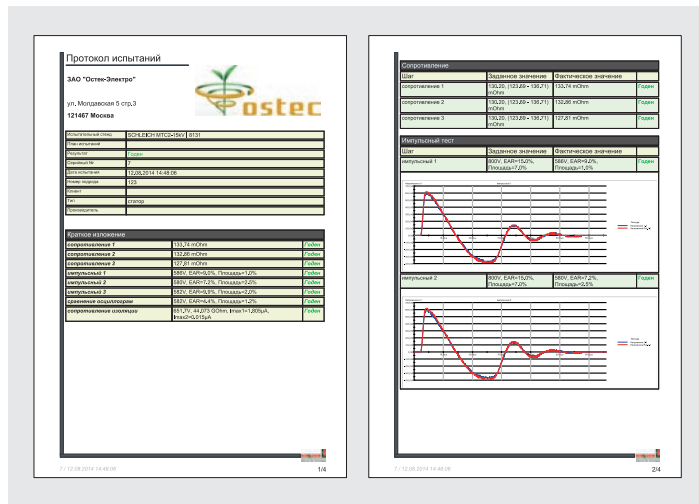 Протокол испытаний
ЗАО "Остек-Электро"
ул. Молдавская 5 стр.3
121467 Москва
ostec
Испытательный стенд SCHLEICH MTC2-15kV | 8131
План испытаний
Результат Годен
Серийный № 7
Дата испытания 12.08.2014 14:48:06
Номер подряда 123
Клиент
Тип статор
Производитель
Краткое изложение
сопротивление 1 133,74 mOhm Годен
сопротивление 2 132,86 mOhm Годен
сопротивление 3 127,81 mOhm Годен
импульсный 1 586V, EAR=9,0%, Площадь=1,0% Годен
импульсный 2 580V, EAR=7,2%, Площадь=2,5% Годен
импульсный 3 582V, EAR=9,9%, Площадь=2,0% Годен
сравнение осциллограм 582V, EAR=4,4%, Площадь=1,2% Годен
сопротивление изоляции 651,7V, 44,073 GOhm, Imax1=1,805µA, Годен
Imax2=0,015µA
7 / 12.08.2014 14:48:06
1/4
Сопротивление
Шаг Заданное значение Фактическое значение
сопротивление 1 130,20, (123,69 - 136,71) 133,74 mOhm Годен
mOhm
сопротивление 2 130,20, (123,69 - 136,71) 132,86 mOhm Годен
mOhm
сопротивление 3 130,20, (123,69 - 136,71) 127,81 mOhm Годен
mOhm
Импульсный тест
Шаг Заданное значение Фактическое значение
импульсный 1 800V, EAR=15,0%, 586V, EAR=9,0%, Годен
Площадь=7,0% Площадь=1,0%
импульсный 2 800V, EAR=15,0%, 580V, EAR=7,2%, Годен
Площадь=7,0% Площадь=2,5%
7 / 12.08.2014 14:48:06
2/4